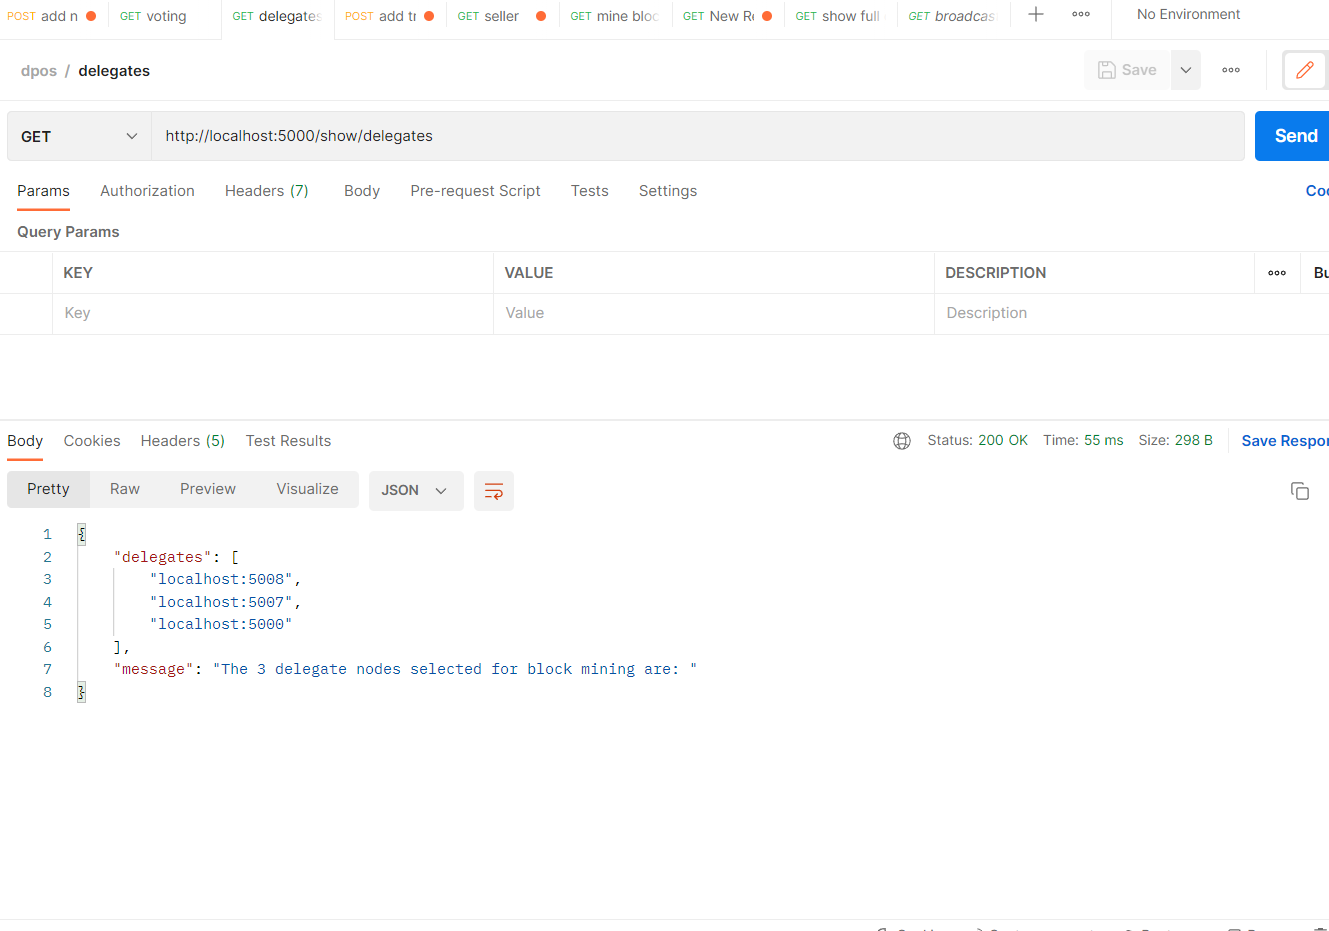 POST add n GET voting GET delegates POST add tr GET seller GET mine bloc GET New Re GET show full GET broadcas No Environment
dpos / delegates Save
GET http://localhost:5000/show/delegates Send
Params Authorization Headers (7) Body Pre-request Script Tests Settings
Query Params
KEY VALUE DESCRIPTION
Key Value Description
Body Cookies Headers (5) Test Results Status: 200 OK Time: 55 ms Size: 298 B Save Respo
Pretty Raw Preview Visualize JSON
1 {
2 "delegates": [
3 "localhost:5008",
4 "localhost:5007",
5 "localhost:5000"
6 ],
7 "message": "The 3 delegate nodes selected for block mining are: "
8 }